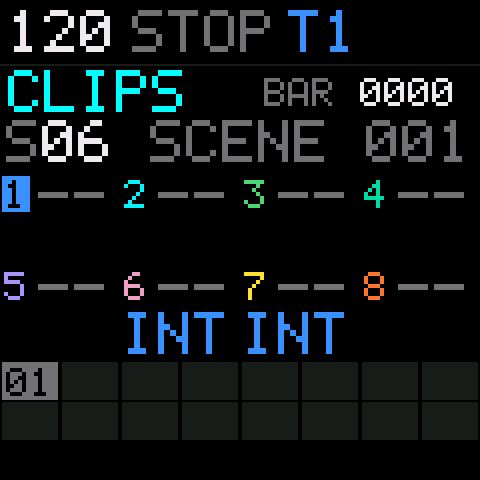 120 STOP T1
CLIPS BAR 0000
S06 SCENE 001
1 -- 2 -- 3 -- 4 --
5 -- 6 -- 7 -- 8 --
INT INT
01